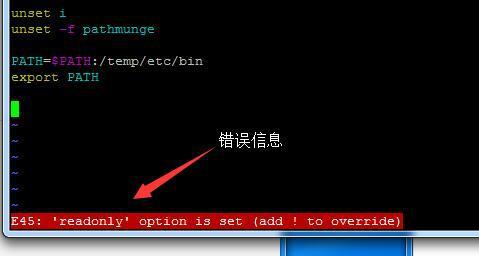 unset i
unset -f pathmunge
PATH=$PATH:/temp/etc/bin
export PATH
~
~
~
~
~
~
错误信息
E45: 'readonly' option is set (add ! to override)